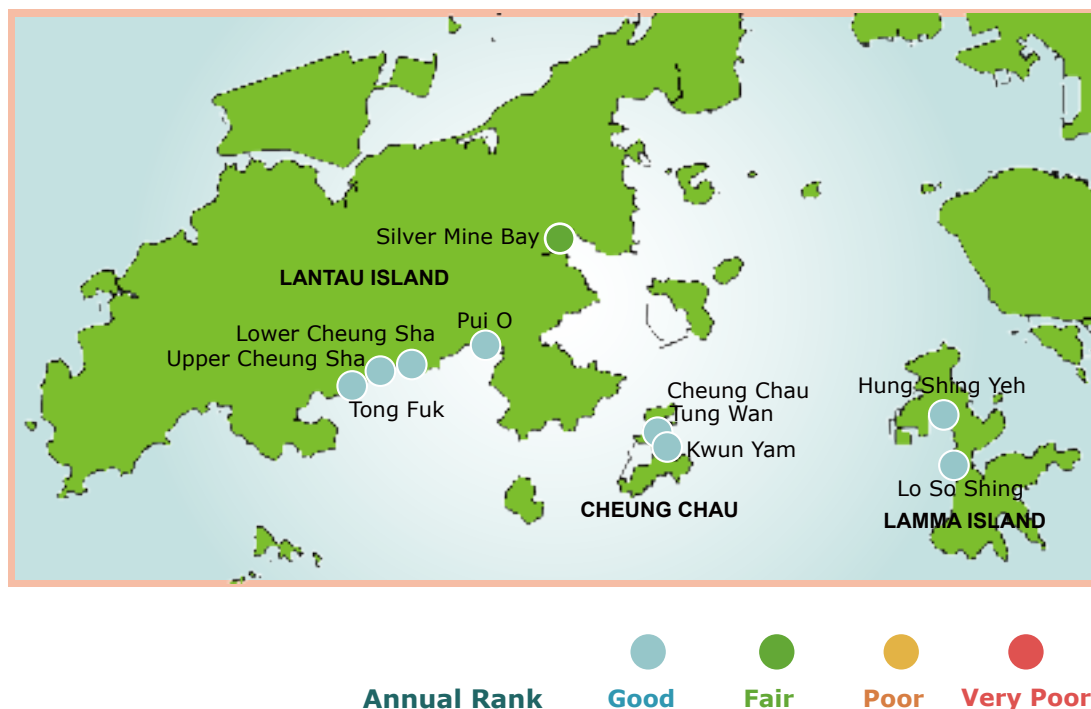 Silver Mine Bay
LANTAU ISLAND
Pui O
Lower Cheung Sha
Upper Cheung Sha
Tong Fuk
Cheung Chau
Tung Wan
Kwun Yam
CHEUNG CHAU
Hung Shing Yeh
Lo So Shing
LAMMA ISLAND
Annual Rank Good Fair Poor Very Poor